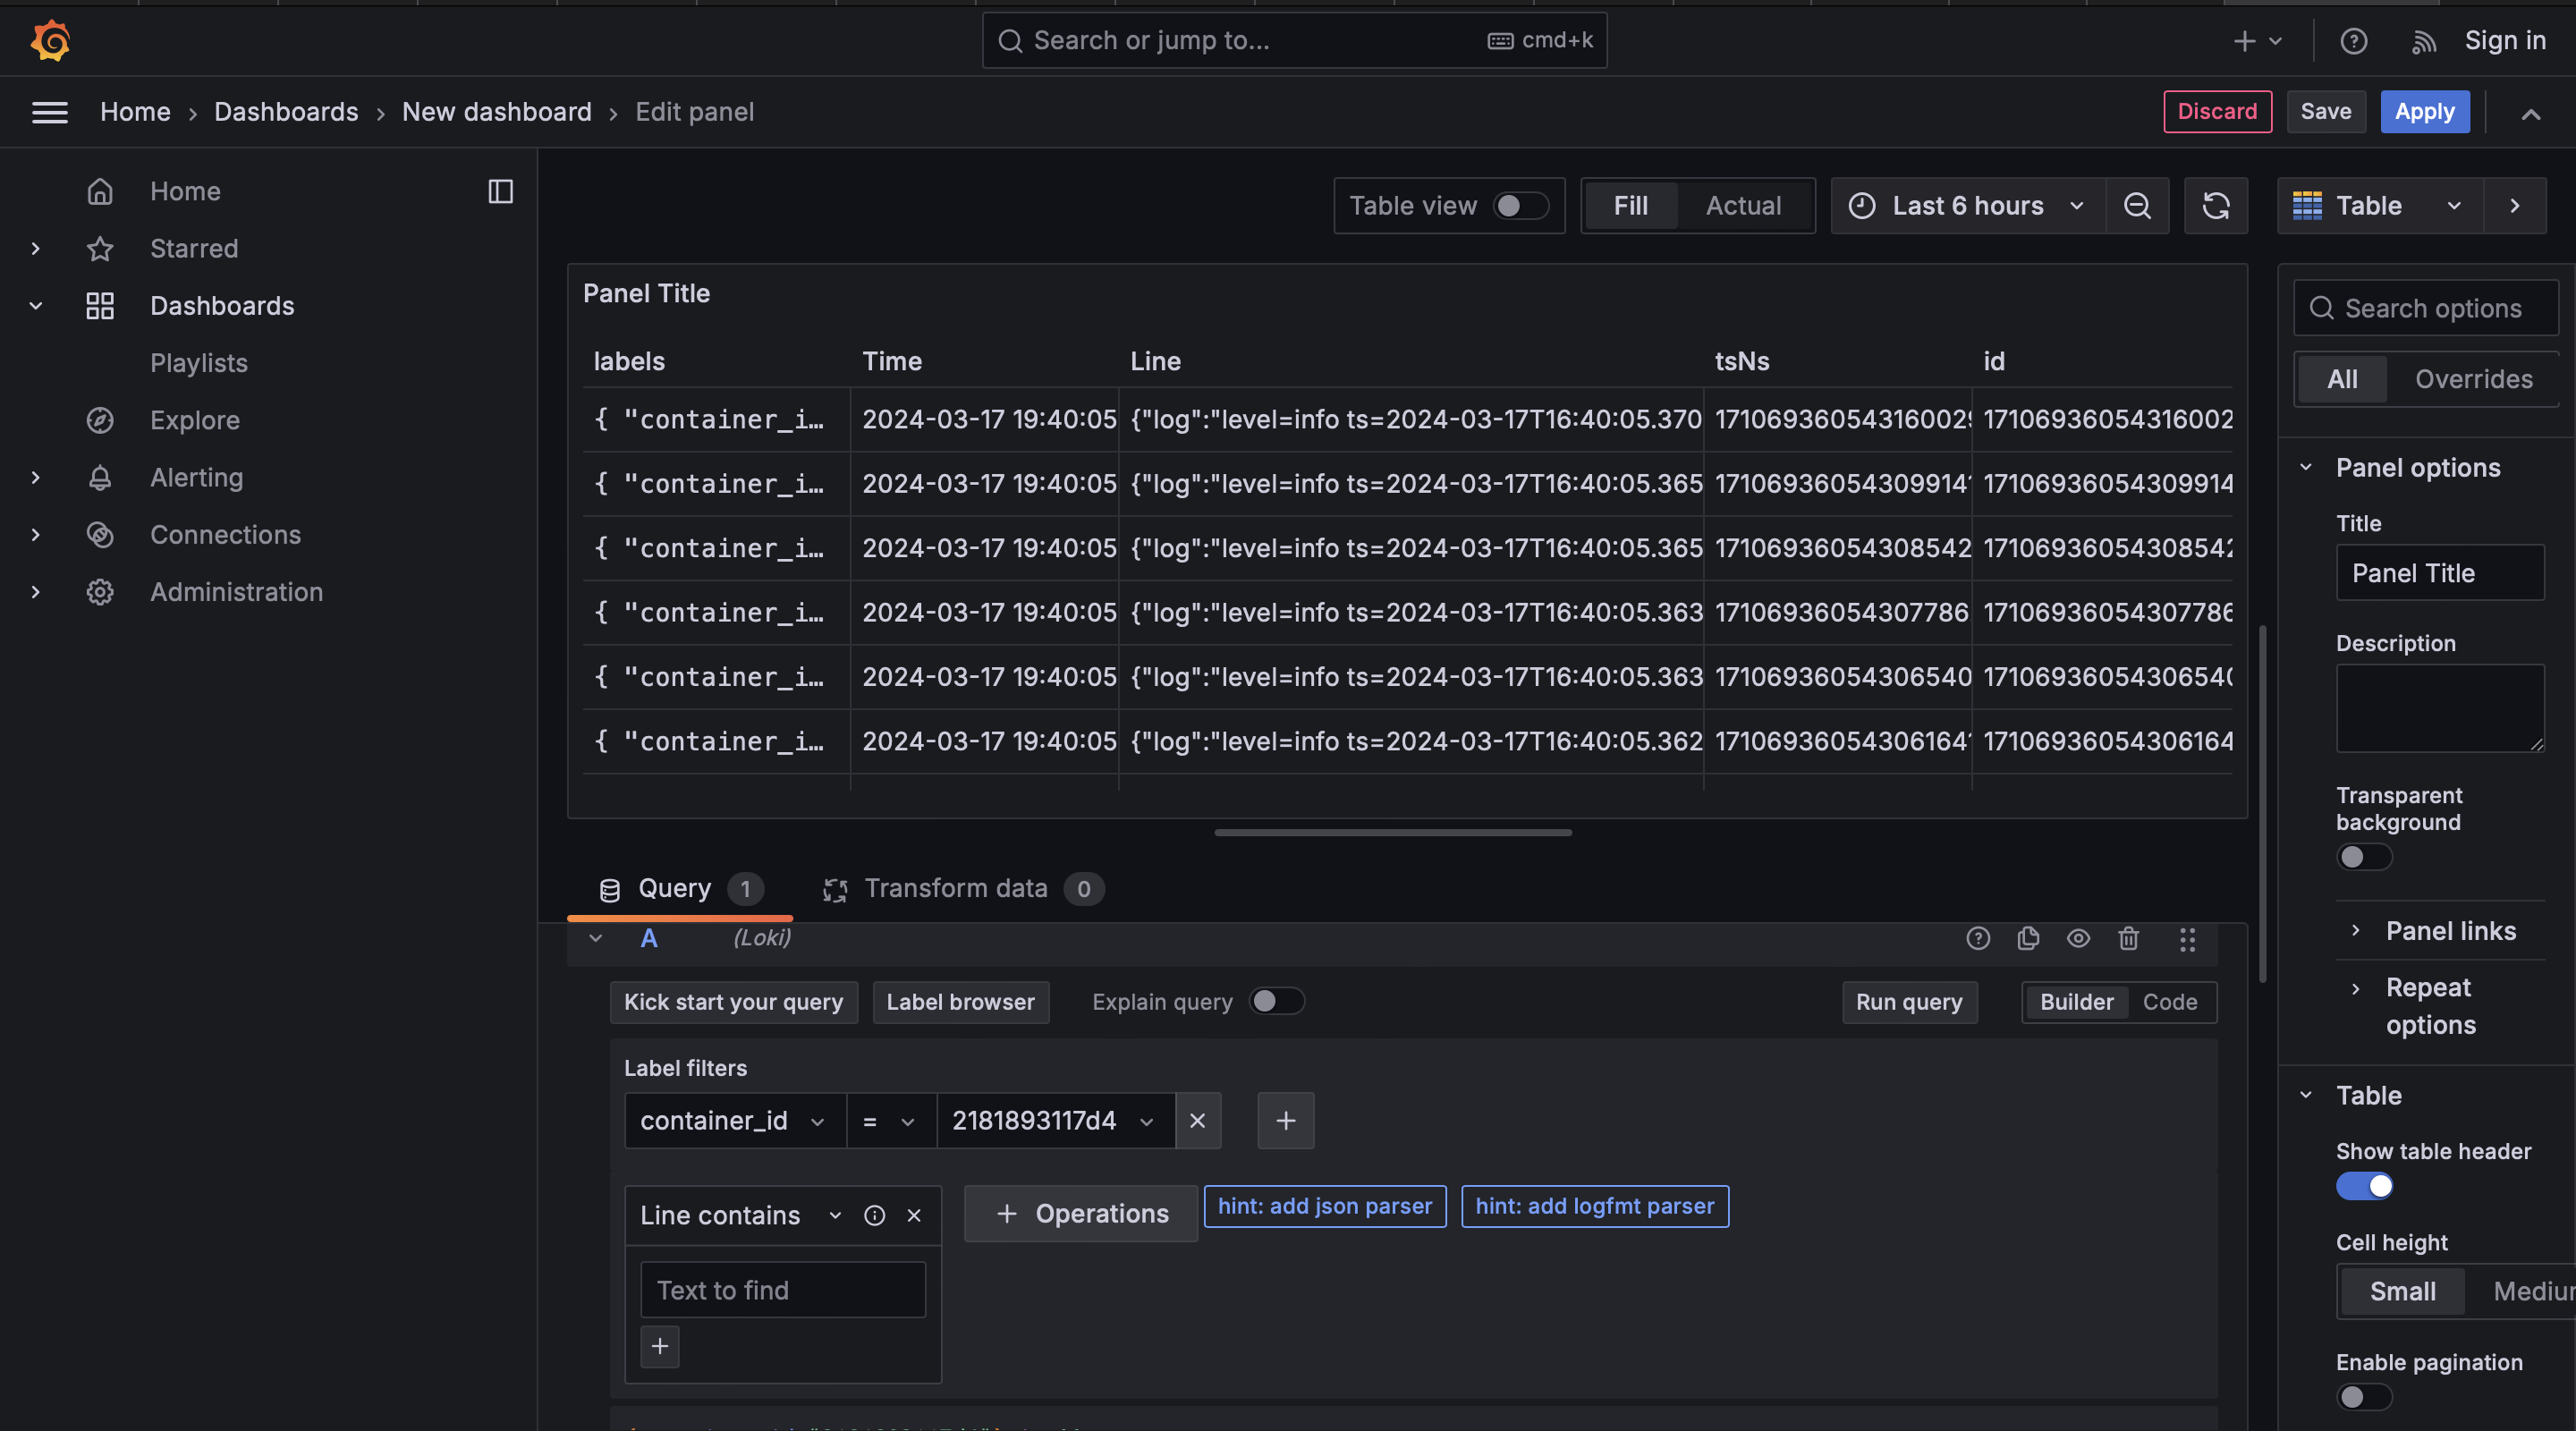 Search or jump to... cmd+k
Sign in
Home › Dashboards › New dashboard › Edit panel
Discard Save Apply
Home
Starred
Dashboards
Playlists
Explore
Alerting
Connections
Administration
Table view Fill Actual Last 6 hours Table
Panel Title
labels Time Line tsNs id
{ "container_i… 2024-03-17 19:40:05 {"log":"level=info ts=2024-03-17T16:40:05.370
{ "container_i… 2024-03-17 19:40:05 {"log":"level=info ts=2024-03-17T16:40:05.365 171069360543099141 17106936054309914
{ "container_i… 2024-03-17 19:40:05 {"log":"level=info ts=2024-03-17T16:40:05.365 17106936054308542
{ "container_i… 2024-03-17 19:40:05 {"log":"level=info ts=2024-03-17T16:40:05.363 17106936054307786 17106936054307786
{ "container_i… 2024-03-17 19:40:05 {"log":"level=info ts=2024-03-17T16:40:05.363 17106936054306540 17106936054306540
{ "container_i… 2024-03-17 19:40:05 {"log":"level=info ts=2024-03-17T16:40:05.362 171069360543061641 17106936054306164
Query 1 Transform data 0
A (Loki)
Kick start your query Label browser Explain query Run query Builder Code
Label filters
container_id = 2181893117d4
Line contains
Operations hint: add json parser hint: add logfmt parser
Text to find
Search options
All Overrides
Panel options
Title
Panel Title
Description
Transparent
background
Panel links
Repeat
options
Table
Show table header
Cell height
Small
Enable pagination